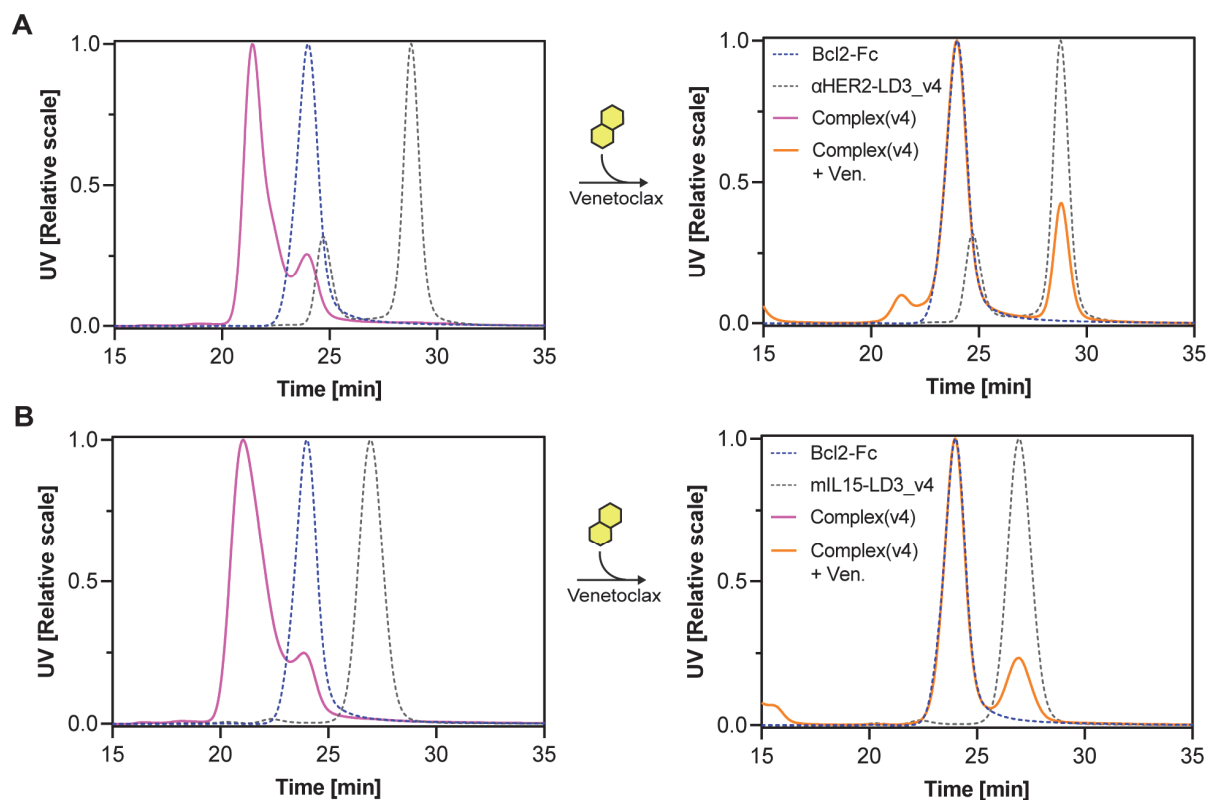 A
UV [Relative scale]
1.0
0.5
0.0
15 20 25 30 35
Time [min]
Venetoclax
UV [Relative scale]
1.0
0.5
0.0
Bcl2-Fc
αHER2-LD3_v4
Complex(v4)
Complex(v4)
+ Ven.
15 20 25 30 35
Time [min]
B
UV [Relative scale]
1.0
0.5
0.0
15 20 25 30 35
Time [min]
Venetoclax
UV [Relative scale]
1.0
0.5
0.0
Bcl2-Fc
mIL15-LD3_v4
Complex(v4)
Complex(v4)
+ Ven.
15 20 25 30 35
Time [min]